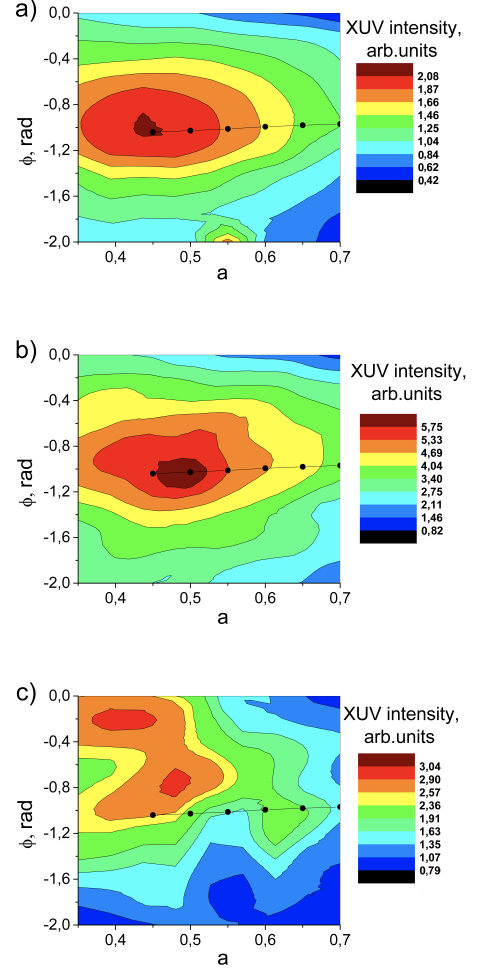 a)
XUV intensity,
arb.units
2,08
1,87
1,66
1,46
1,25
1,04
0,84
0,62
0,42
0,0
-0,4
-0,8
-1,2
-1,6
-2,0
ϕ, rad
0,4 0,5 0,6 0,7
a
b)
XUV intensity,
arb.units
5,75
5,33
4,69
4,04
3,40
2,75
2,11
1,46
0,82
0,0
-0,4
-0,8
-1,2
-1,6
-2,0
ϕ, rad
0,4 0,5 0,6 0,7
a
c)
XUV intensity,
arb.units
3,04
2,90
2,57
2,36
1,91
1,63
1,35
1,07
0,79
0,0
-0,4
-0,8
-1,2
-1,6
-2,0
ϕ, rad
0,4 0,5 0,6 0,7
a